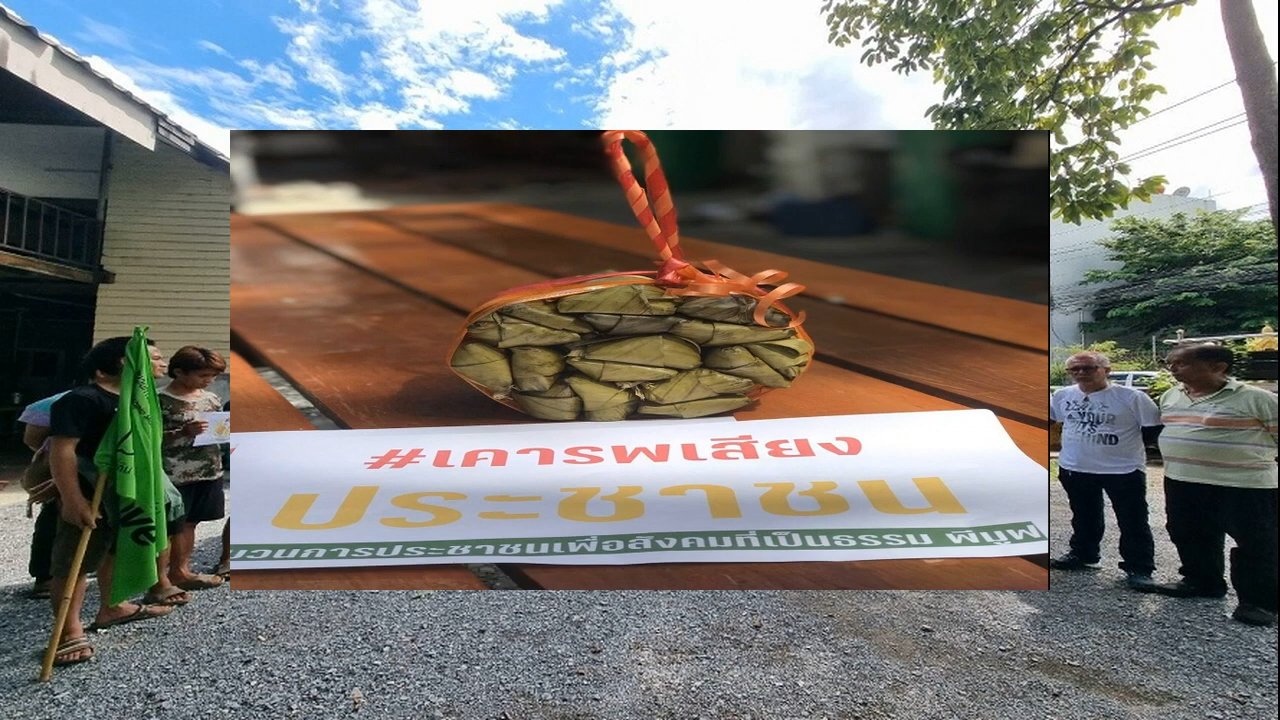 #เคารพเสียง
ประชาชน
บวนการประชาชนเพื่อสังคมที่เป็นธรรม พีมูฟ